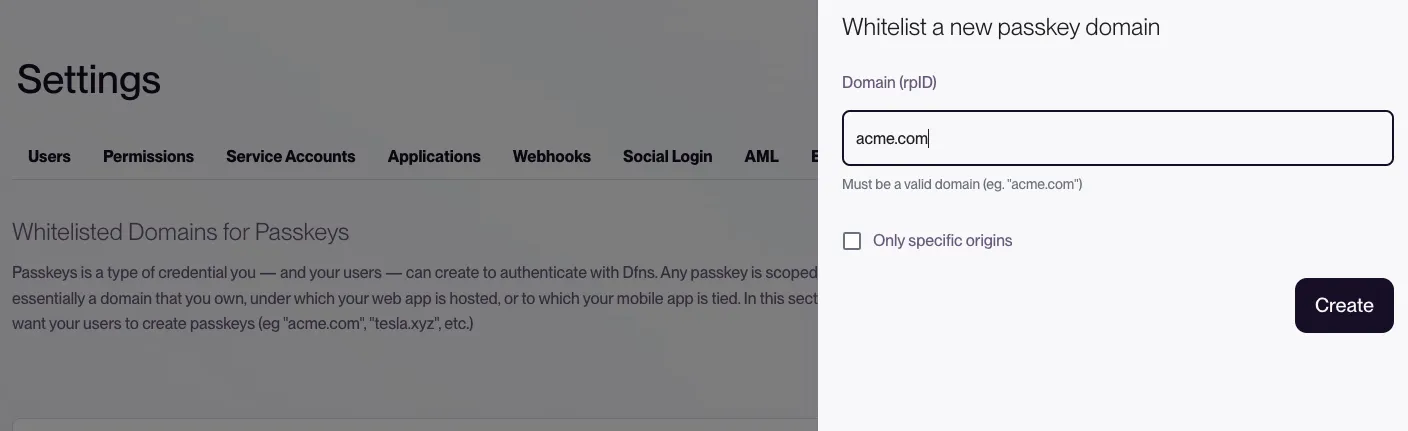 Settings
Users Permissions Service Accounts Applications Webhooks Social Login AML
Whitelisted Domains for Passkeys
Passkeys is a type of credential you — and your users — can create to authenticate with Dfns. Any passkey is scoped
essentially a domain that you own, under which your web app is hosted, or to which your mobile app is tied. In this sect
want your users to create passkeys (eg "acme.com", "tesla.xyz", etc.)
Whitelist a new passkey domain
Domain (rpID)
acme.com
Must be a valid domain (eg. "acme.com")
Only specific origins
Create